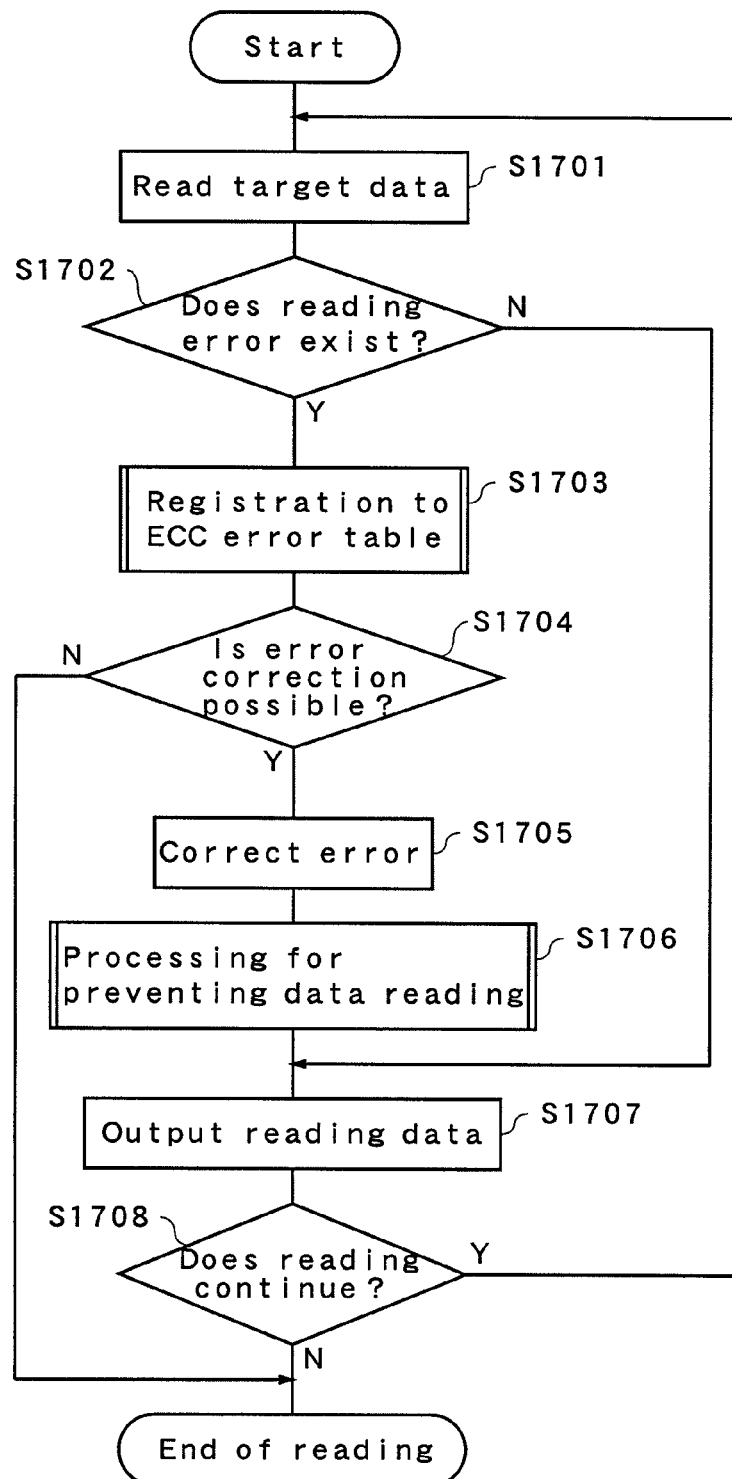 Start
Read target data
S1701
S1702
Does reading
error exist?
N
Y
Registration to
ECC error table
S1703
S1704
N
Is error
correction
possible?
Y
Correct error
S1705
Processing for
preventing data reading
S1706
Output reading data
S1707
S1708
Does reading
continue?
Y
N
End of reading